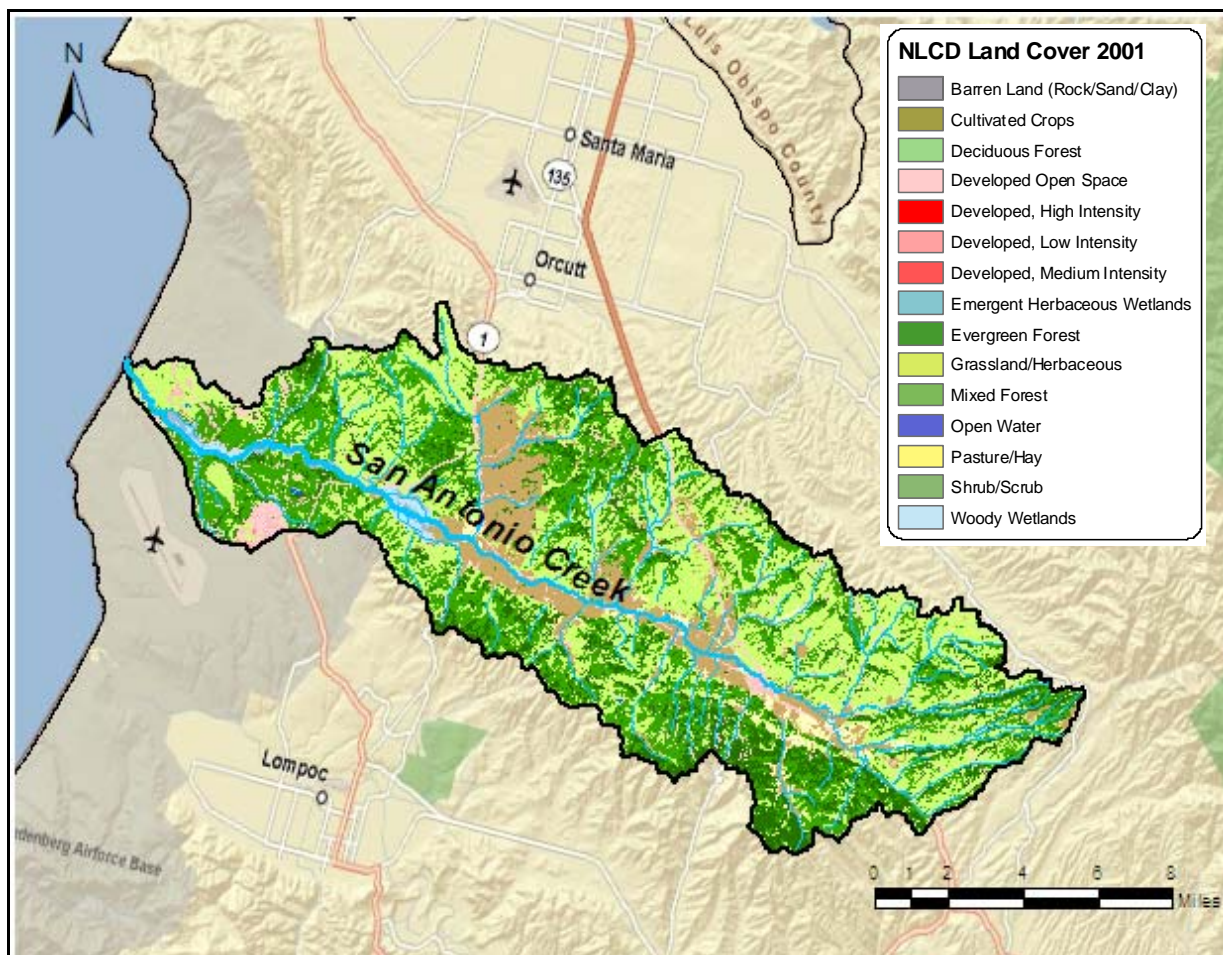 N
Luis Obispo County
Santa Maria
135
Orcutt
1
San Antonio Creek
Lompoc
Airforce Base
0 1 2 4 6 8
Miles
NLCD Land Cover 2001
Barren Land (Rock/Sand/Clay)
Cultivated Crops
Deciduous Forest
Developed Open Space
Developed, High Intensity
Developed, Low Intensity
Developed, Medium Intensity
Emergent Herbaceous Wetlands
Evergreen Forest
Grassland/Herbaceous
Mixed Forest
Open Water
Pasture/Hay
Shrub/Scrub
Woody Wetlands